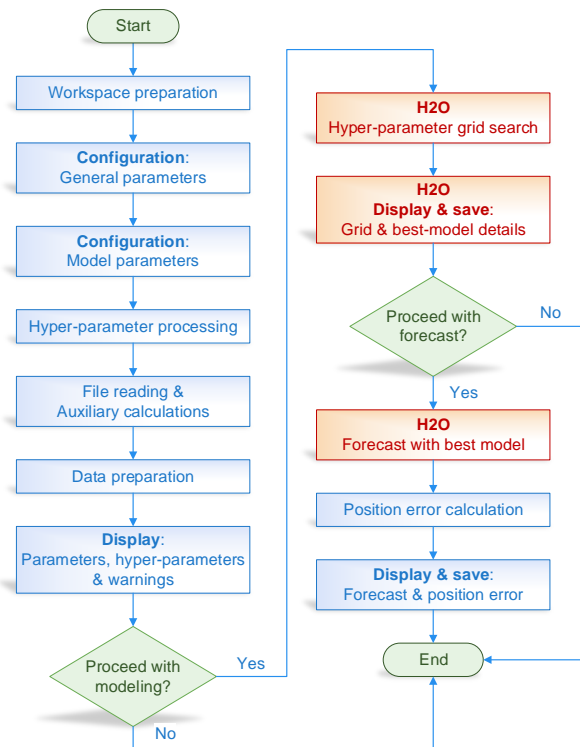 Start
Workspace preparation
Configuration:
General parameters
Configuration:
Model parameters
Hyper-parameter processing
File reading &
Auxiliary calculations
Data preparation
Display:
Parameters, hyper-parameters
& warnings
Proceed with
modeling?
Yes
No
H2O
Hyper-parameter grid search
H2O
Display & save:
Grid & best-model details
Proceed with
forecast?
No
Yes
H2O
Forecast with best model
Position error calculation
Display & save:
Forecast & position error
End